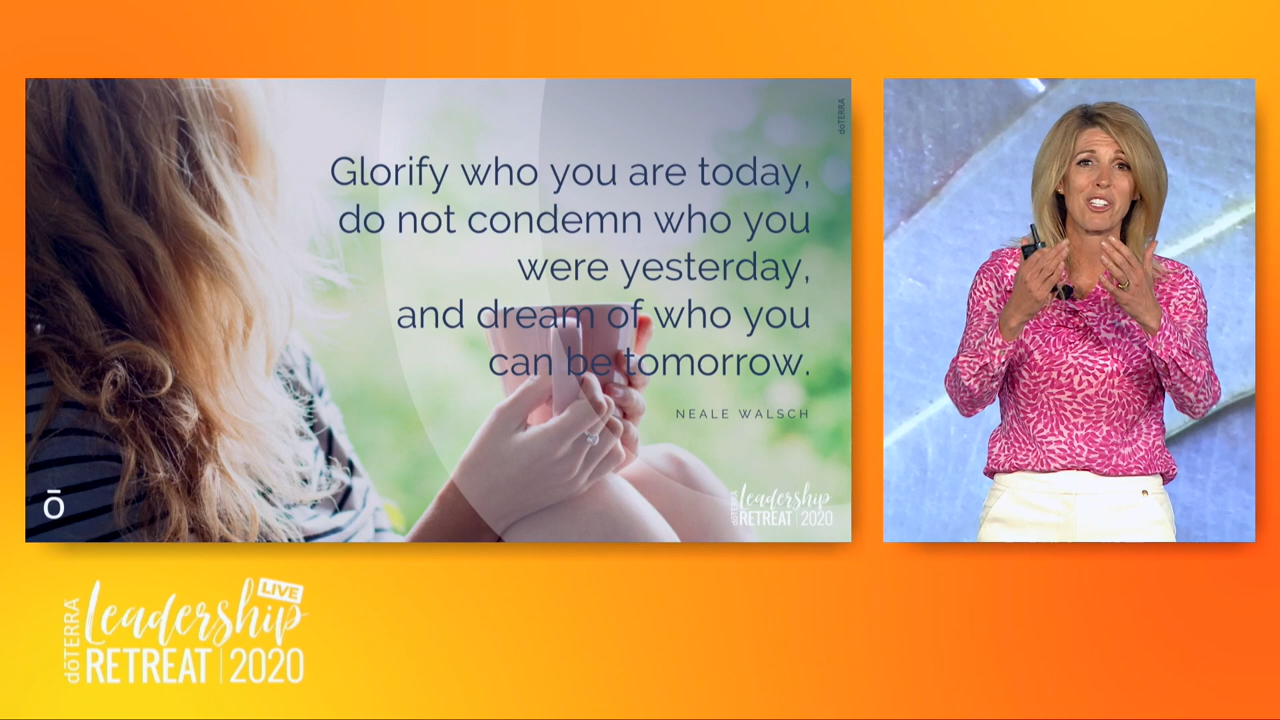 dōTERRA
Glorify who you are today,
do not condemn who you
were yesterday,
and dream of who you
can be tomorrow.
NEALE WALSCH
ō
dōTERRA
Leadership
RETREAT | 2020
LIVE
dōTERRA
Leadership
RETREAT | 2020